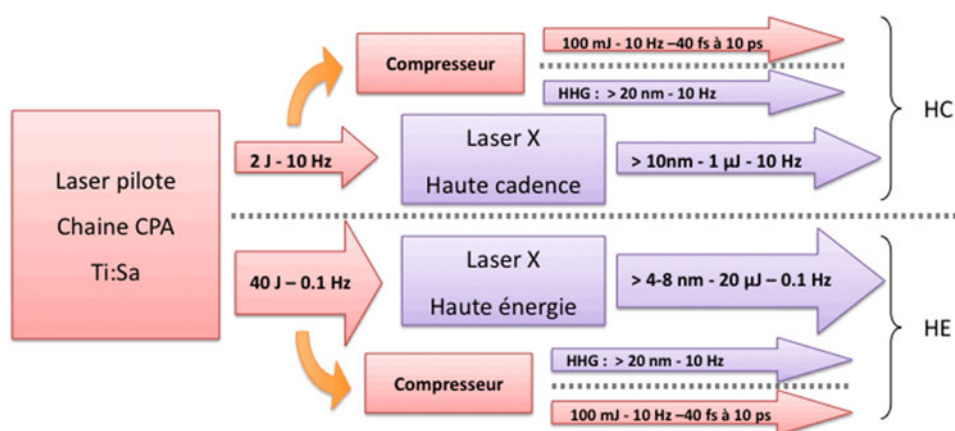 100 mJ - 10 Hz –40 fs à 10 ps
Compresseur
HHG : > 20 nm - 10 Hz
HC
Laser pilote
Chaine CPA
Ti:Sa
2 J - 10 Hz
Laser X
Haute cadence
> 10nm - 1 µJ - 10 Hz
40 J – 0.1 Hz
Laser X
Haute énergie
> 4-8 nm - 20 µJ – 0.1 Hz
HE
Compresseur
HHG : > 20 nm - 10 Hz
100 mJ - 10 Hz –40 fs à 10 ps